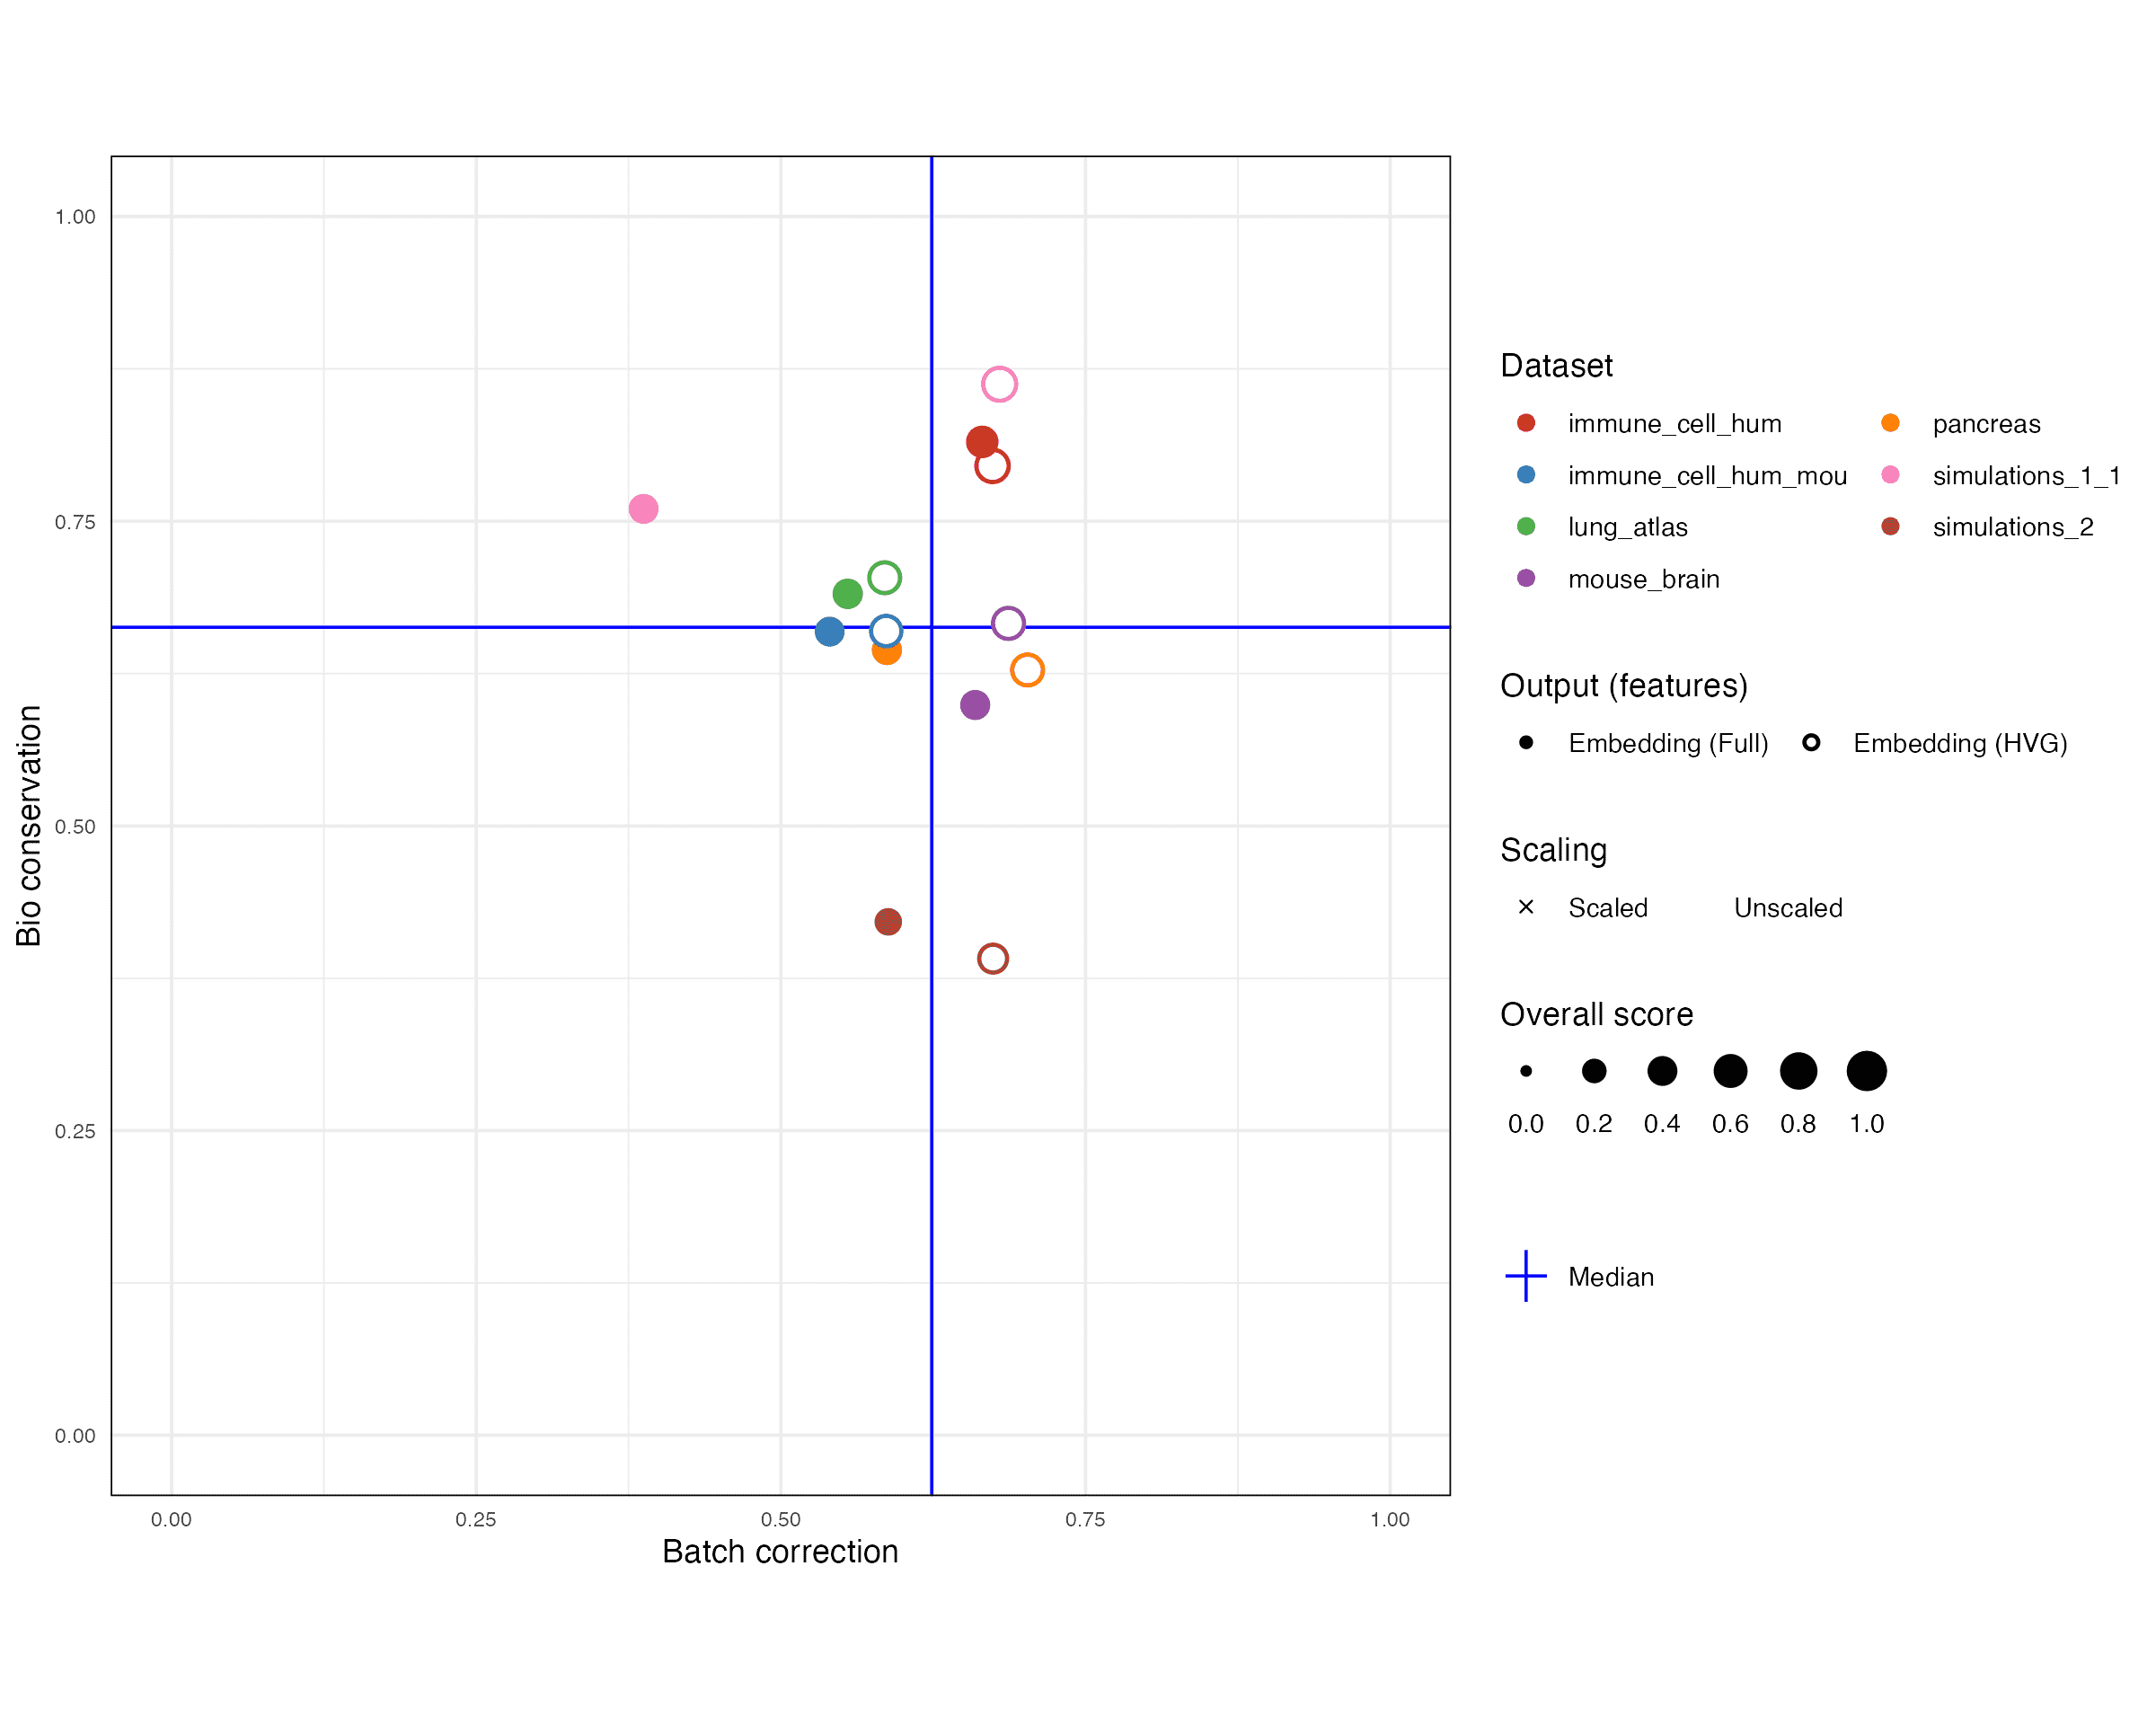 Bio conservation
1.00
0.75
0.50
0.25
0.00
0.00 0.25 0.50 0.75 1.00
Batch correction
Dataset
immune_cell_hum pancreas
immune_cell_hum_mou simulations_1_1
lung_atlas simulations_2
mouse_brain
Output (features)
Embedding (Full) Embedding (HVG)
Scaling
Scaled Unscaled
Overall score
0.0 0.2 0.4 0.6 0.8 1.0
Median